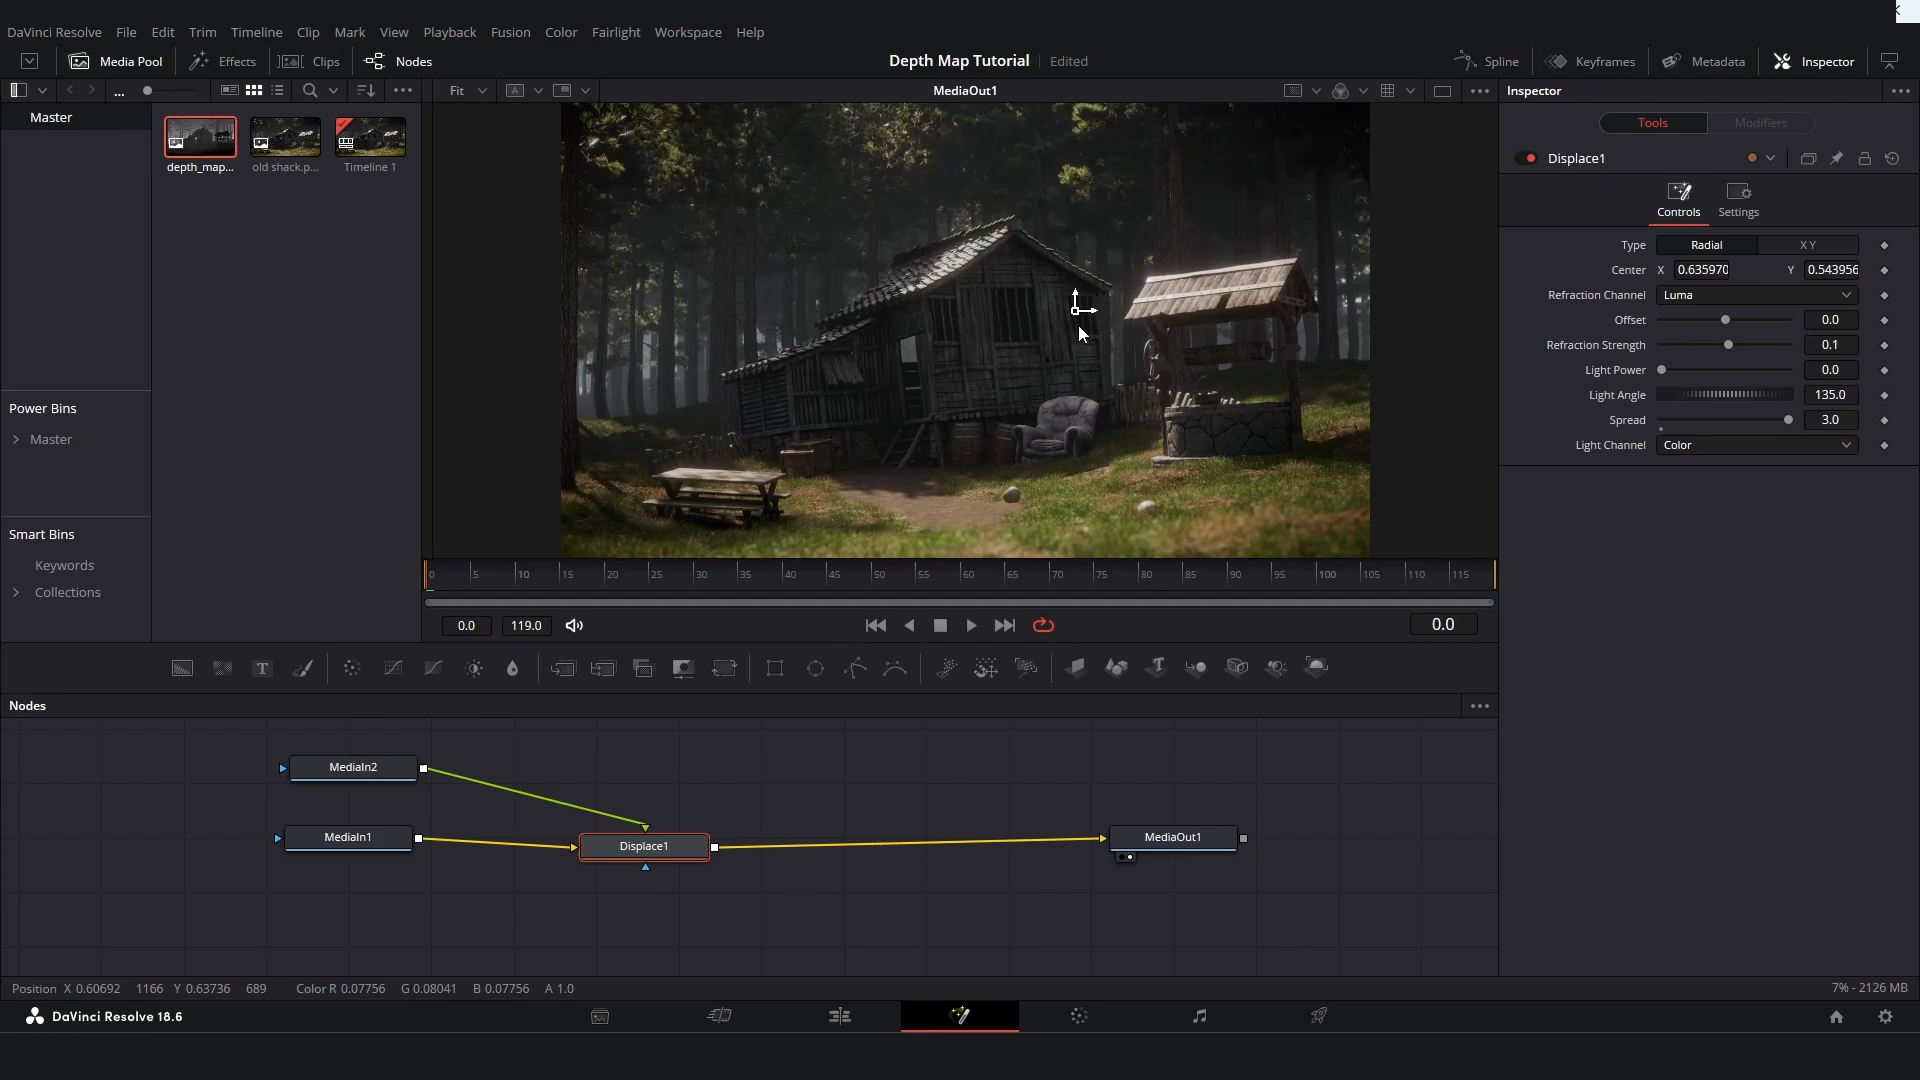 DaVinci Resolve File Edit Trim Timeline Clip Mark View Playback Fusion Color Fairlight Workspace Help
Media Pool Effects Clips Nodes Depth Map Tutorial Edited Spline Keyframes Metadata Inspector
... Fit A MediaOut1 Inspector
Master
Tools Modifiers
depth_map... old shack.p... Timeline 1
Displace1
Controls Settings
Type Radial X Y
Center X 0.635970 Y 0.543956
Refraction Channel Luma
Offset 0.0
Refraction Strength 0.1
Light Power 0.0
Light Angle 135.0
Spread 3.0
Light Channel Color
Power Bins
Master
Smart Bins
Keywords
Collections
0 5 10 15 20 25 30 35 40 45 50 55 60 65 70 75 80 85 90 95 100 105 110 115
0.0 119.0 0.0
T
Nodes
MediaIn2
MediaIn1 Displace1 MediaOut1
Position X 0.60692 1166 Y 0.63736 689 Color R 0.07756 G 0.08041 B 0.07756 A 1.0 7% - 2126 MB
DaVinci Resolve 18.6